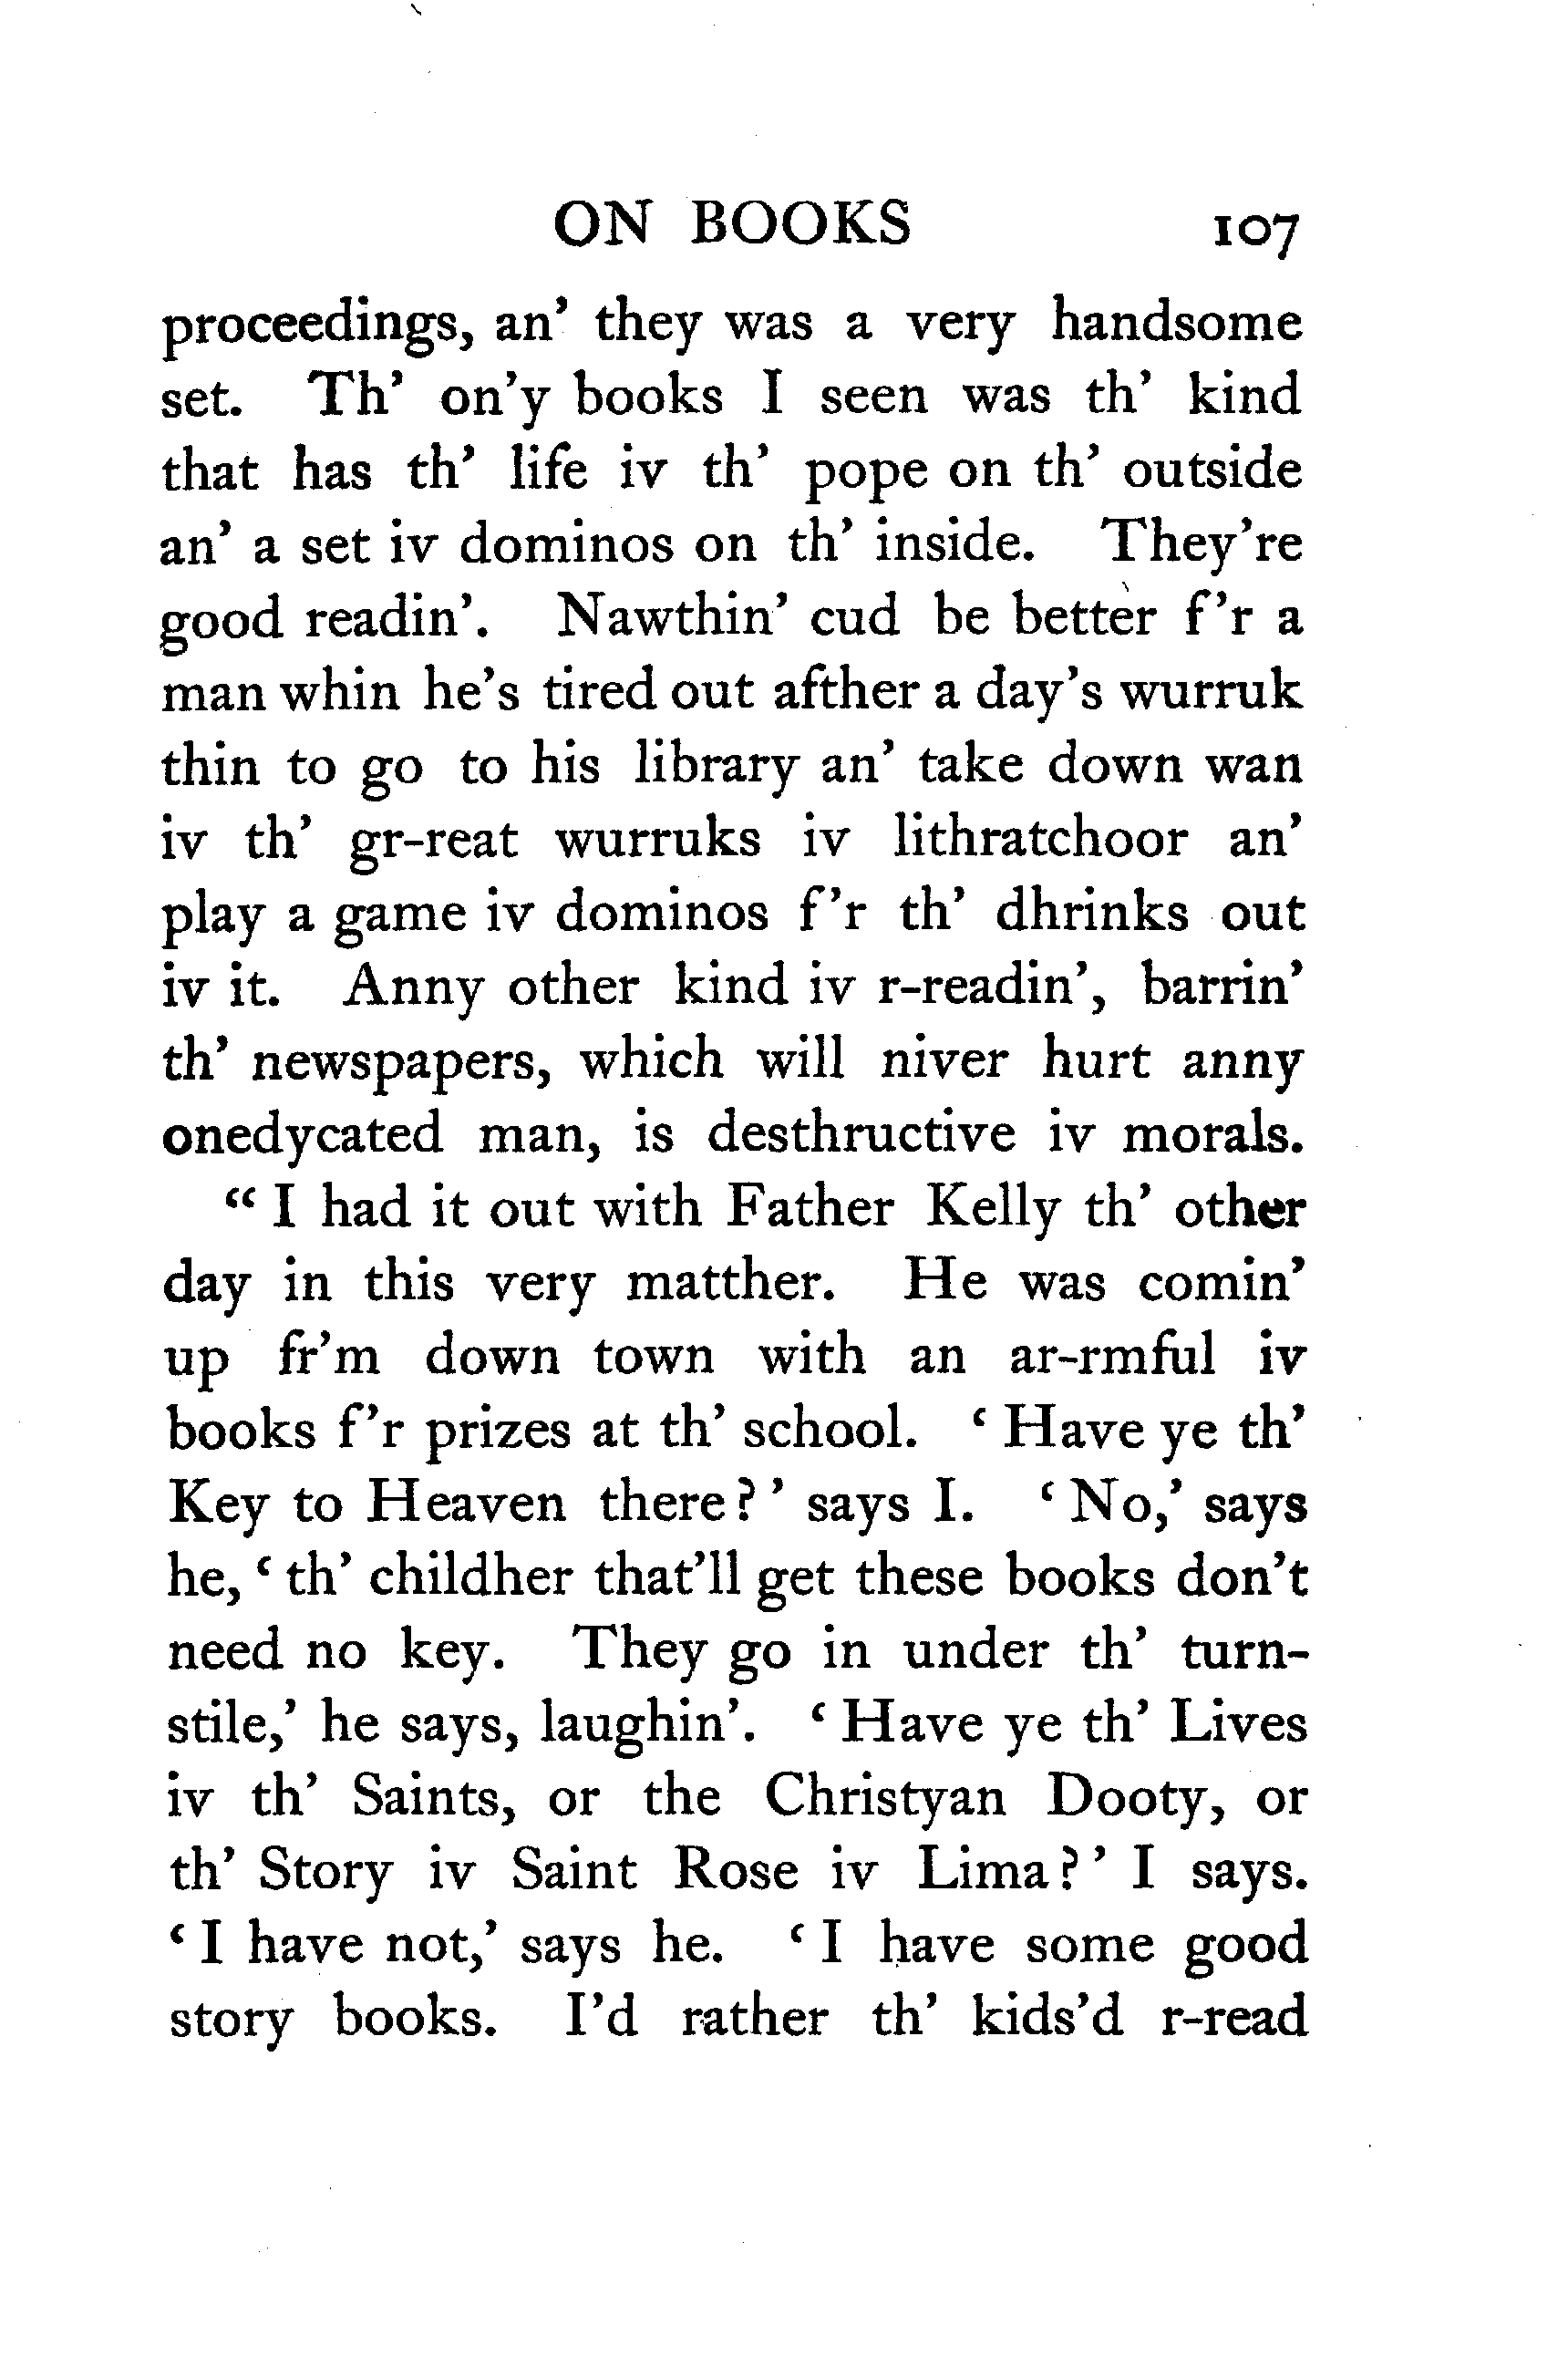 ON BOOKS 107
proceedings, an' they was a very handsome
set. Th' on'y books I seen was th' kind
that has th' life iv th' pope on th' outside
an' a set iv dominos on th' inside. They're
good readin'. Nawthin' cud be better f'r a
man whin he's tired out afther a day's wurruk
thin to go to his library an' take down wan
iv th' gr-reat wurruks iv lithratchoor an'
play a game iv dominos f'r th' dhrinks out
iv it. Anny other kind iv r-readin', barrin'
th' newspapers, which will niver hurt anny
onedycated man, is desthructive iv morals.
“ I had it out with Father Kelly th' other
day in this very matther. He was comin'
up fr'm down town with an ar-rmful iv
books f'r prizes at th' school. ‘ Have ye th'
Key to Heaven there? ’ says I. ‘ No,’ says
he, ‘ th' childher that'll get these books don't
need no key. They go in under th' turn-
stile,’ he says, laughin'. ‘ Have ye th' Lives
iv th' Saints, or the Christyan Dooty, or
th' Story iv Saint Rose iv Lima? ’ I says.
‘ I have not,’ says he. ‘ I have some good
story books. I'd rather th' kids'd r-read